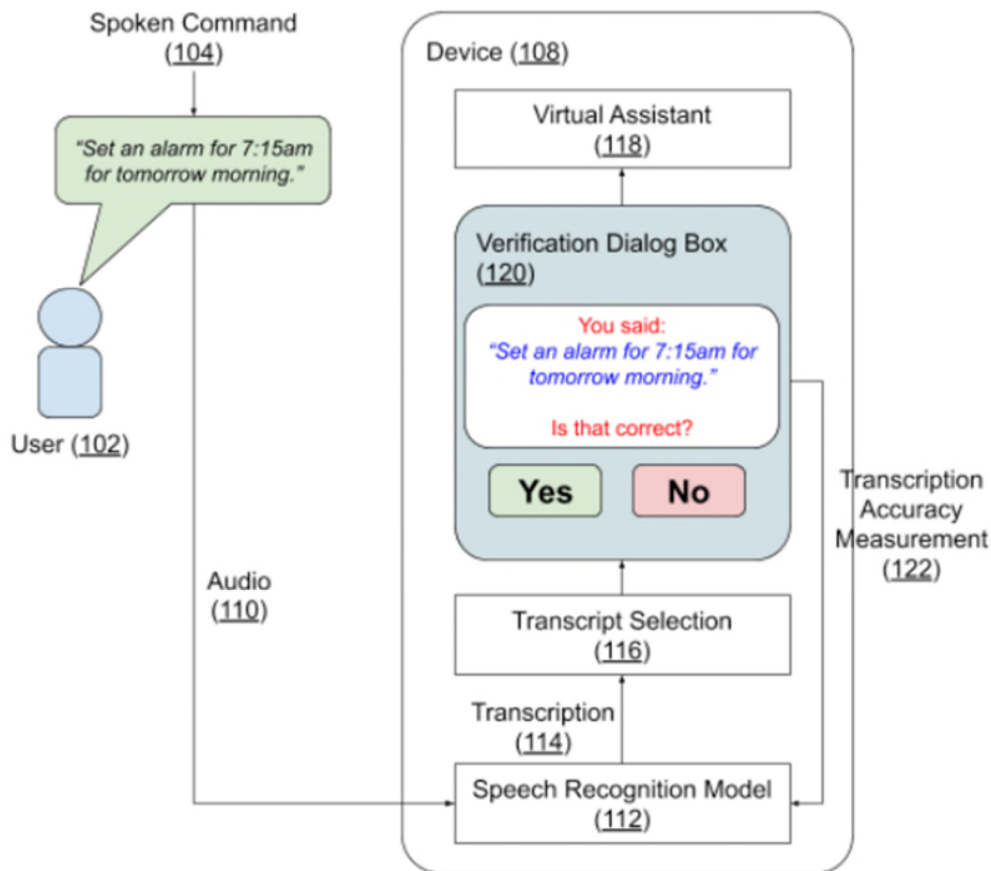 Spoken Command
(104)
“Set an alarm for 7:15am
for tomorrow morning.”
User (102)
Audio
(110)
Device (108)
Virtual Assistant
(118)
Verification Dialog Box
(120)
You said:
“Set an alarm for 7:15am for
tomorrow morning.”
Is that correct?
Yes
No
Transcription
Accuracy
Measurement
(122)
Transcript Selection
(116)
Transcription
(114)
Speech Recognition Model
(112)